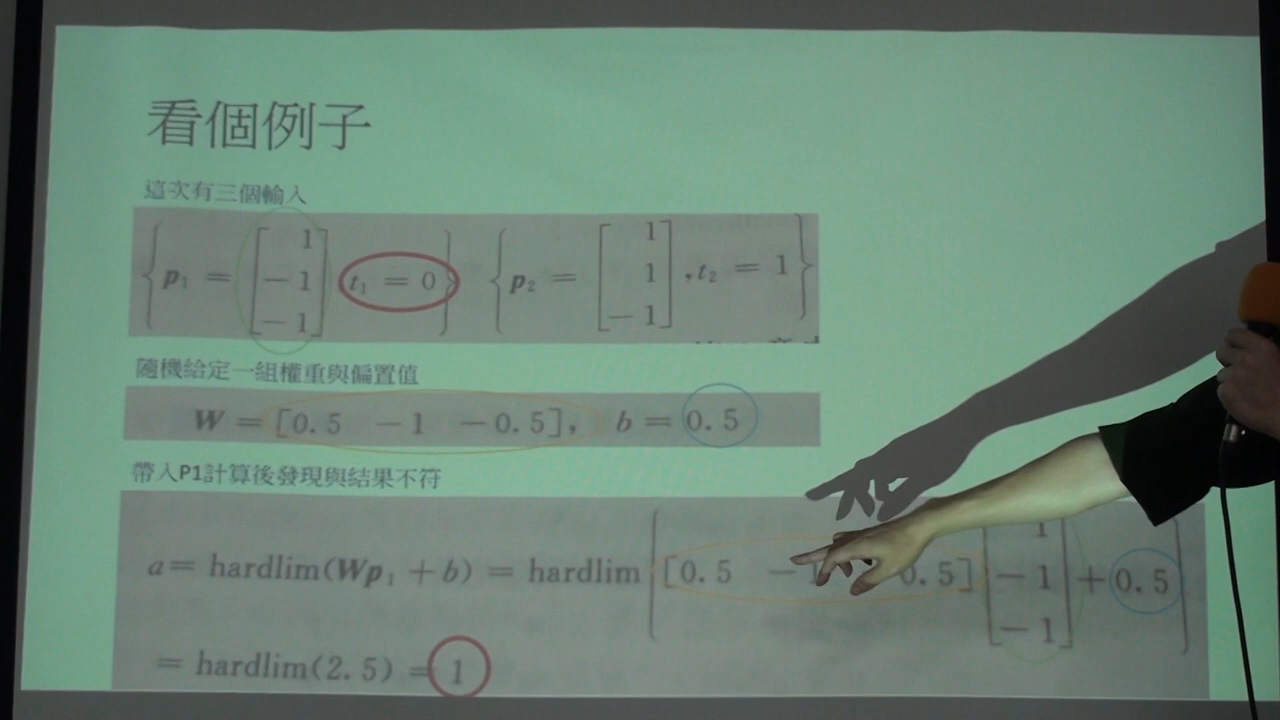 看個例子
這次有三個輸入
{p₁ = [1 −1 −1] t₁ = 0} {p₂ = [1 1 −1], t₂ = 1}
隨機給定一組權重與偏置值
W = [0.5 −1 −0.5], b = 0.5
帶入P1計算後發現與結果不符
a = hardlim(Wp₁ + b) = hardlim ([0.5 − 0.5] [1 −1 −1] + 0.5)
= hardlim(2.5) = 1